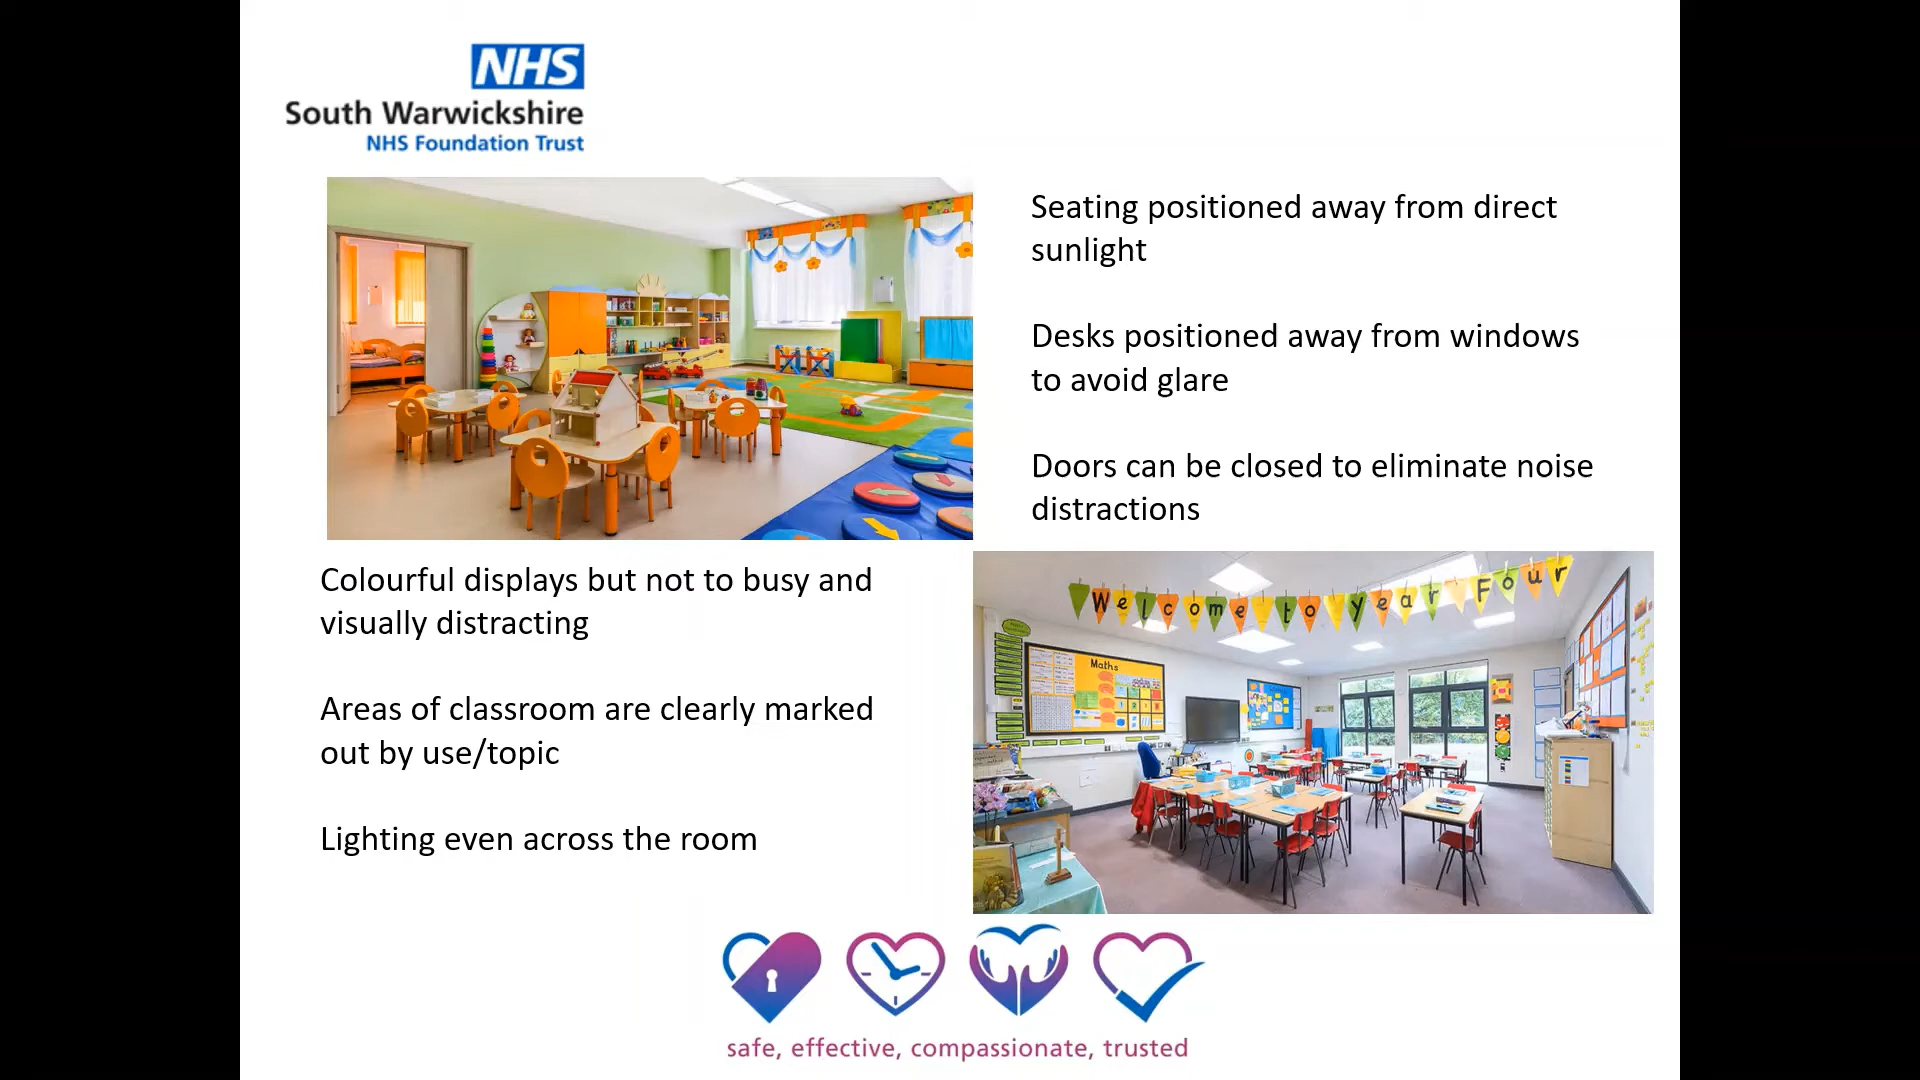 NHS
South Warwickshire
NHS Foundation Trust
Seating positioned away from direct
sunlight
Desks positioned away from windows
to avoid glare
Doors can be closed to eliminate noise
distractions
Colourful displays but not to busy and
visually distracting
Areas of classroom are clearly marked
out by use/topic
Lighting even across the room
Welcome to Year Four
Maths
safe, effective, compassionate, trusted